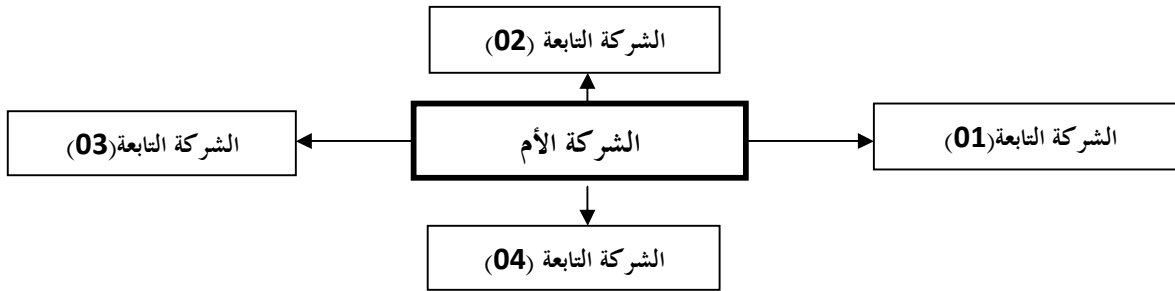 الشركة التابعة (02)
الشركة التابعة(01)
الشركة الأم
الشركة التابعة(03)
الشركة التابعة (04)